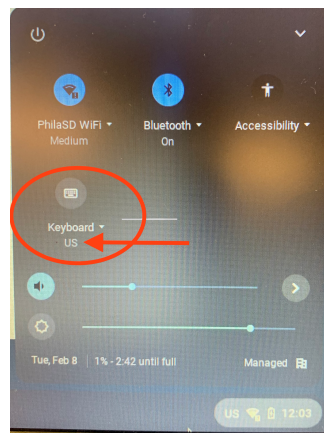 PhilaSD WiFi
Medium
Bluetooth
On
Accessibility
Keyboard
US
Tue, Feb 8 | 1% - 2:42 until full
Managed
US 12:03